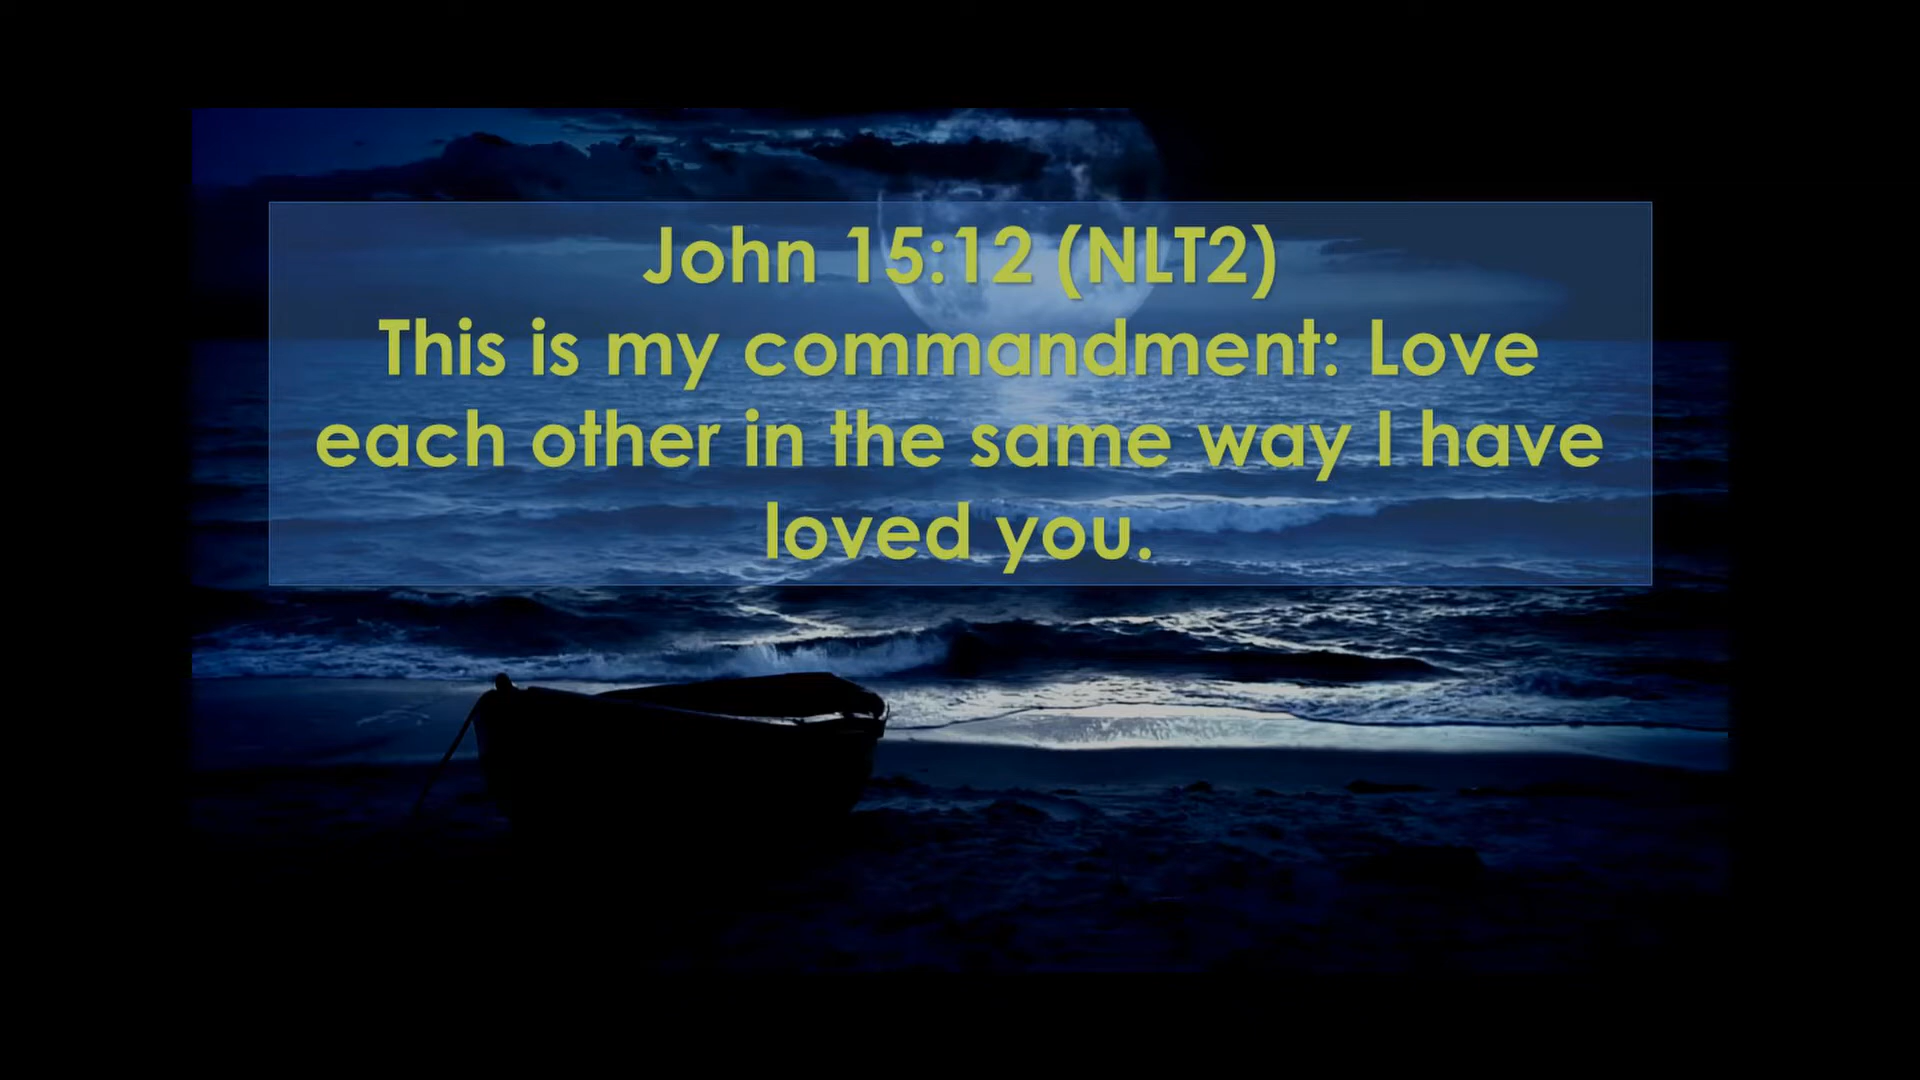 John 15:12 (NLT2)
This is my commandment: Love
each other in the same way I have
loved you.